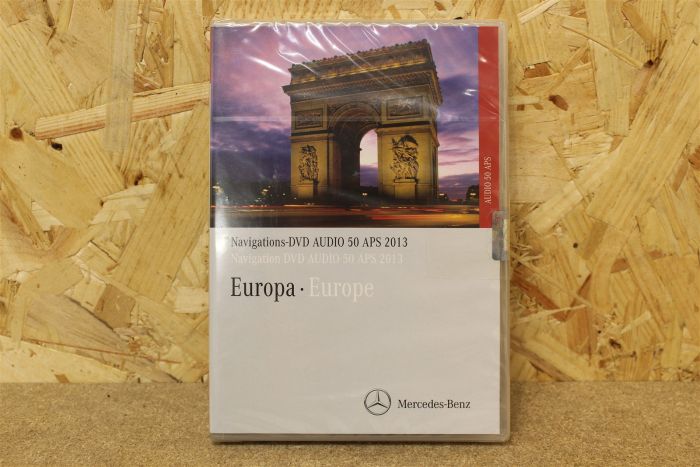 AUDIO 50 APS
Navigations-DVD AUDIO 50 APS 2013
Navigation DVD AUDIO 50 APS 2013
Europa · Europe
Mercedes-Benz